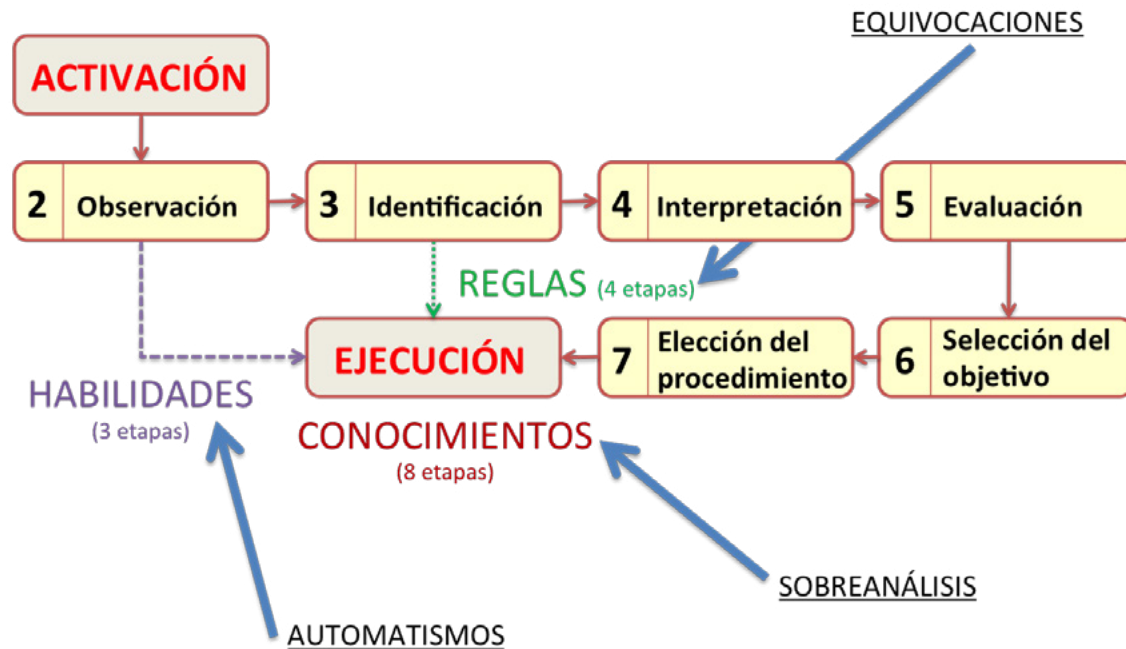 EQUIVOCACIONES
ACTIVACIÓN
2 Observación
3 Identificación
4 Interpretación
5 Evaluación
REGLAS (4 etapas)
EJECUCIÓN
7 Elección del
procedimiento
6 Selección del
objetivo
HABILIDADES
(3 etapas)
CONOCIMIENTOS
(8 etapas)
SOBREANÁLISIS
AUTOMATISMOS